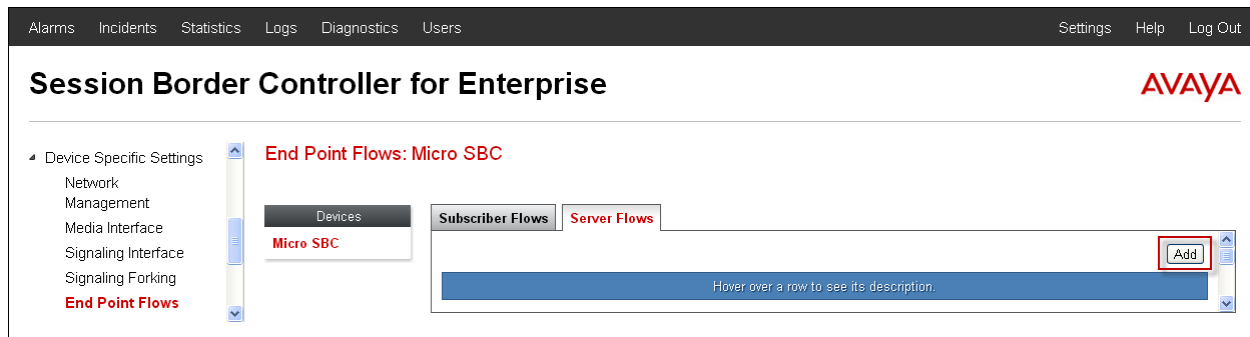 Alarms Incidents Statistics Logs Diagnostics Users Settings Help Log Out
Session Border Controller for Enterprise
AVAYA
Device Specific Settings
Network
Management
Media Interface
Signaling Interface
Signaling Forking
End Point Flows
End Point Flows: Micro SBC
Devices
Micro SBC
Subscriber Flows Server Flows
Add
Hover over a row to see its description.